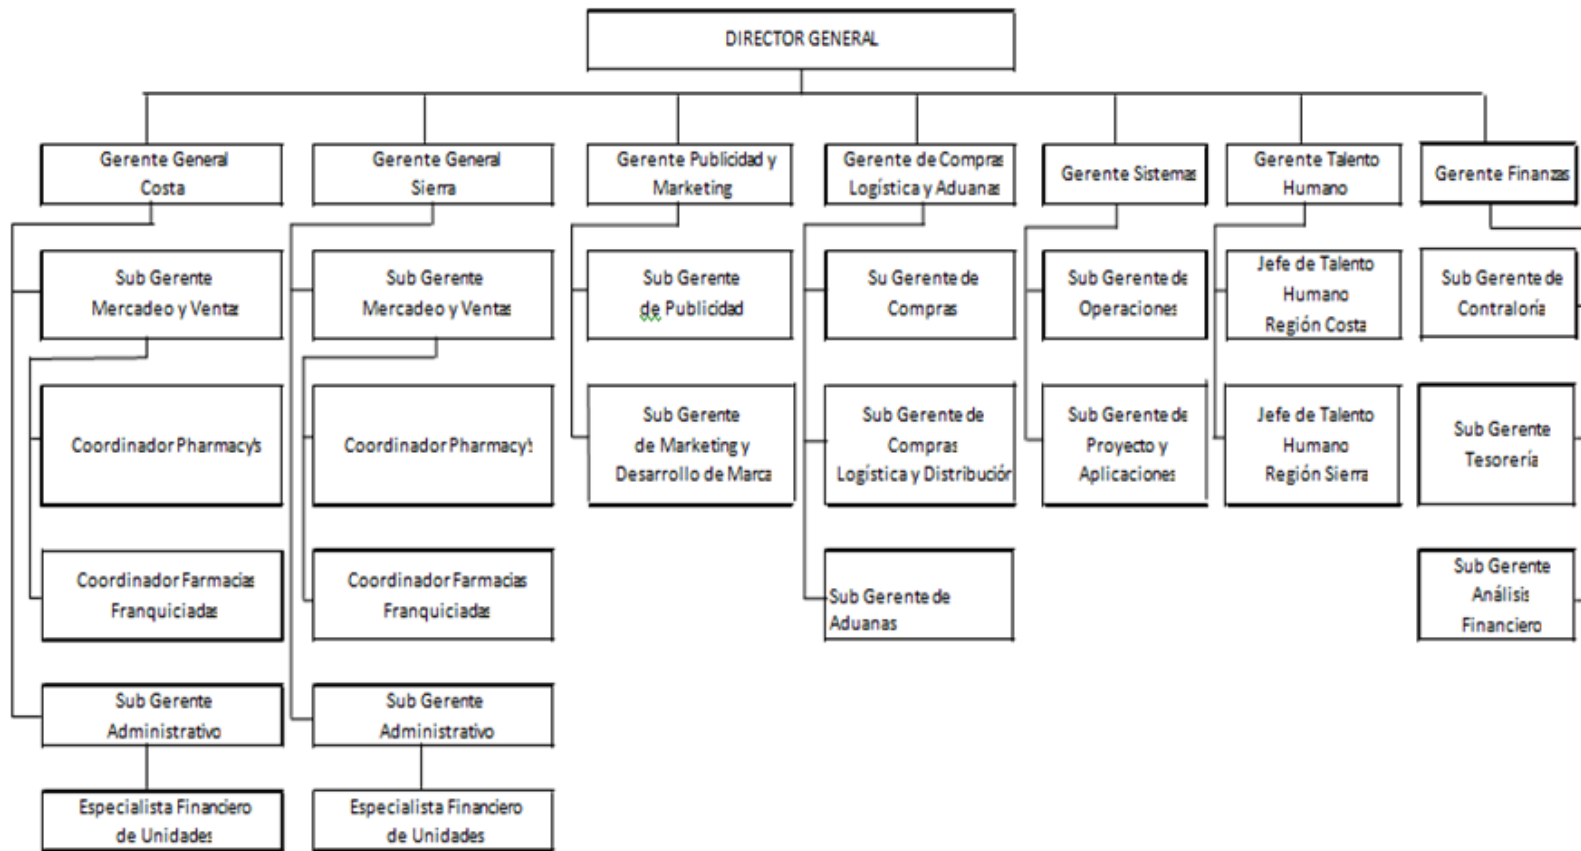 DIRECTOR GENERAL
Gerente General
Costa
Gerente General
Sierra
Gerente Publicidad y
Marketing
Gerente de Compras
Logística y Aduanas
Gerente Sistemas
Gerente Talento
Humano
Gerente Finanzas
Sub Gerente
Mercadeo y Ventas
Sub Gerente
Mercadeo y Ventas
Sub Gerente
de Publicidad
Su Gerente de
Compras
Sub Gerente de
Operaciones
Jefe de Talento
Humano
Región Costa
Sub Gerente de
Contraloría
Coordinador Pharmacy's
Coordinador Pharmacy's
Sub Gerente
de Marketing y
Desarrollo de Marca
Sub Gerente de
Compras
Logística y Distribución
Sub Gerente de
Proyecto y
Aplicaciones
Jefe de Talento
Humano
Región Sierra
Sub Gerente
Tesorería
Coordinador Farmacias
Franquiciadas
Coordinador Farmacias
Franquiciadas
Sub Gerente de
Aduanas
Sub Gerente
Análisis
Financiero
Sub Gerente
Administrativo
Sub Gerente
Administrativo
Especialista Financiero
de Unidades
Especialista Financiero
de Unidades